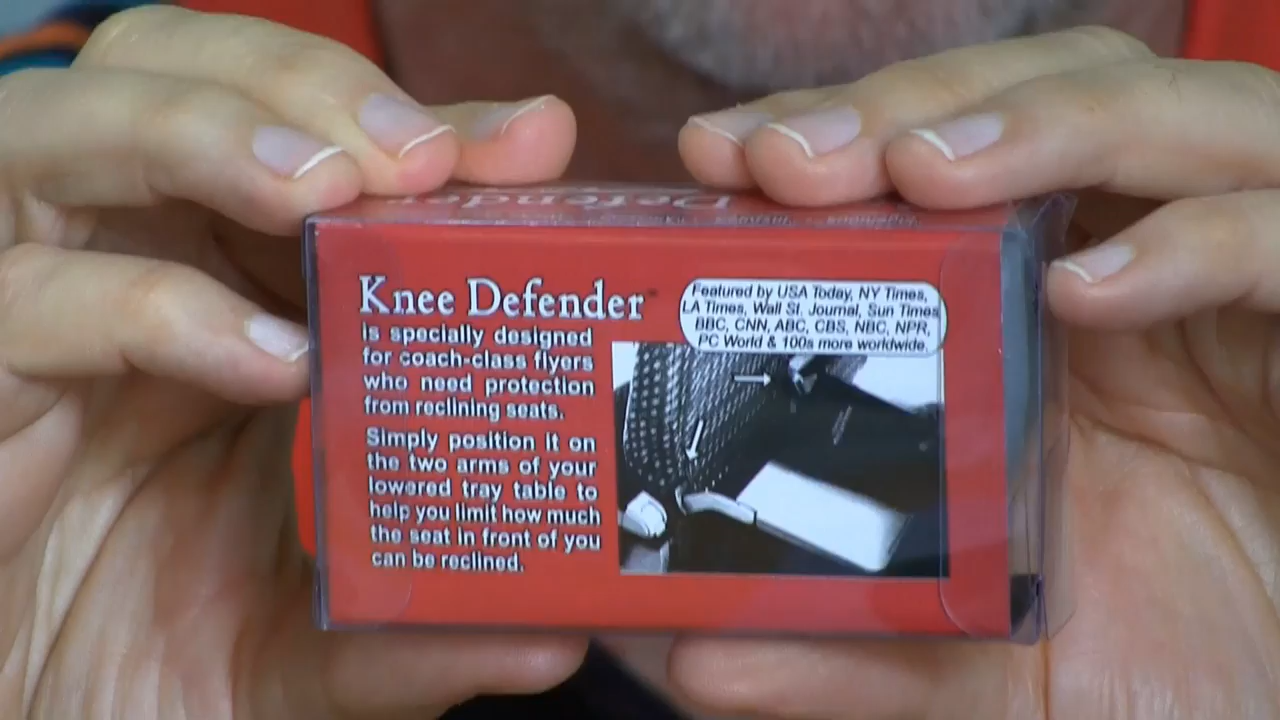 Defender
Knee Defender
is specially designed
for coach-class flyers
who need protection
from reclining seats.
Simply position it on
the two arms of your
lowered tray table to
help you limit how much
the seat in front of you
can be reclined.
Featured by USA Today, NY Times,
LA Times, Wall St. Journal, Sun Times
BBC, CNN, ABC, CBS, NBC, NPR,
PC World & 100s more worldwide.